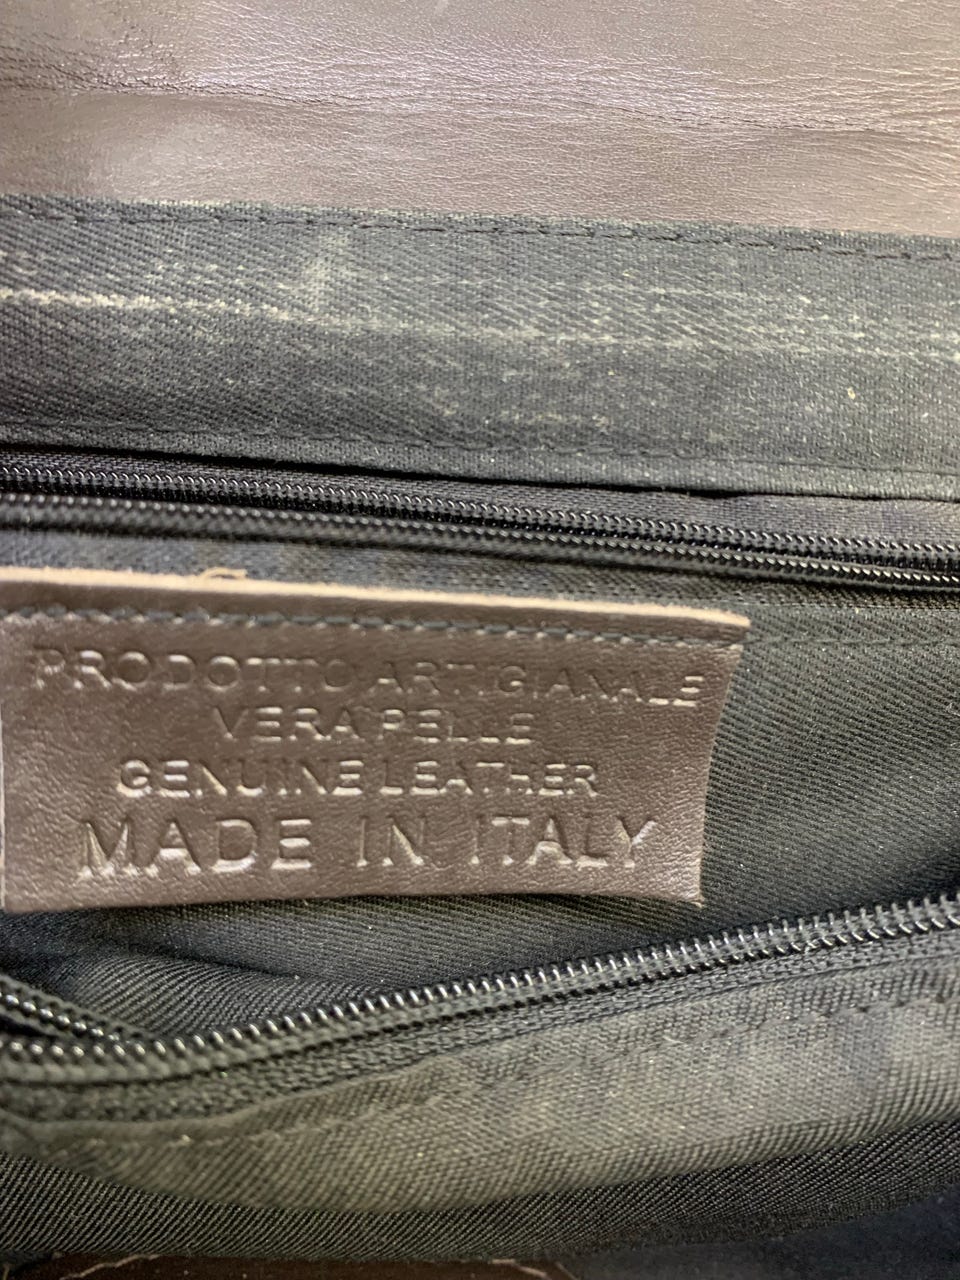 PRODOTTO ARTIGIANALE
VERA PELLE
GENUINE LEATHER
MADE IN ITALY